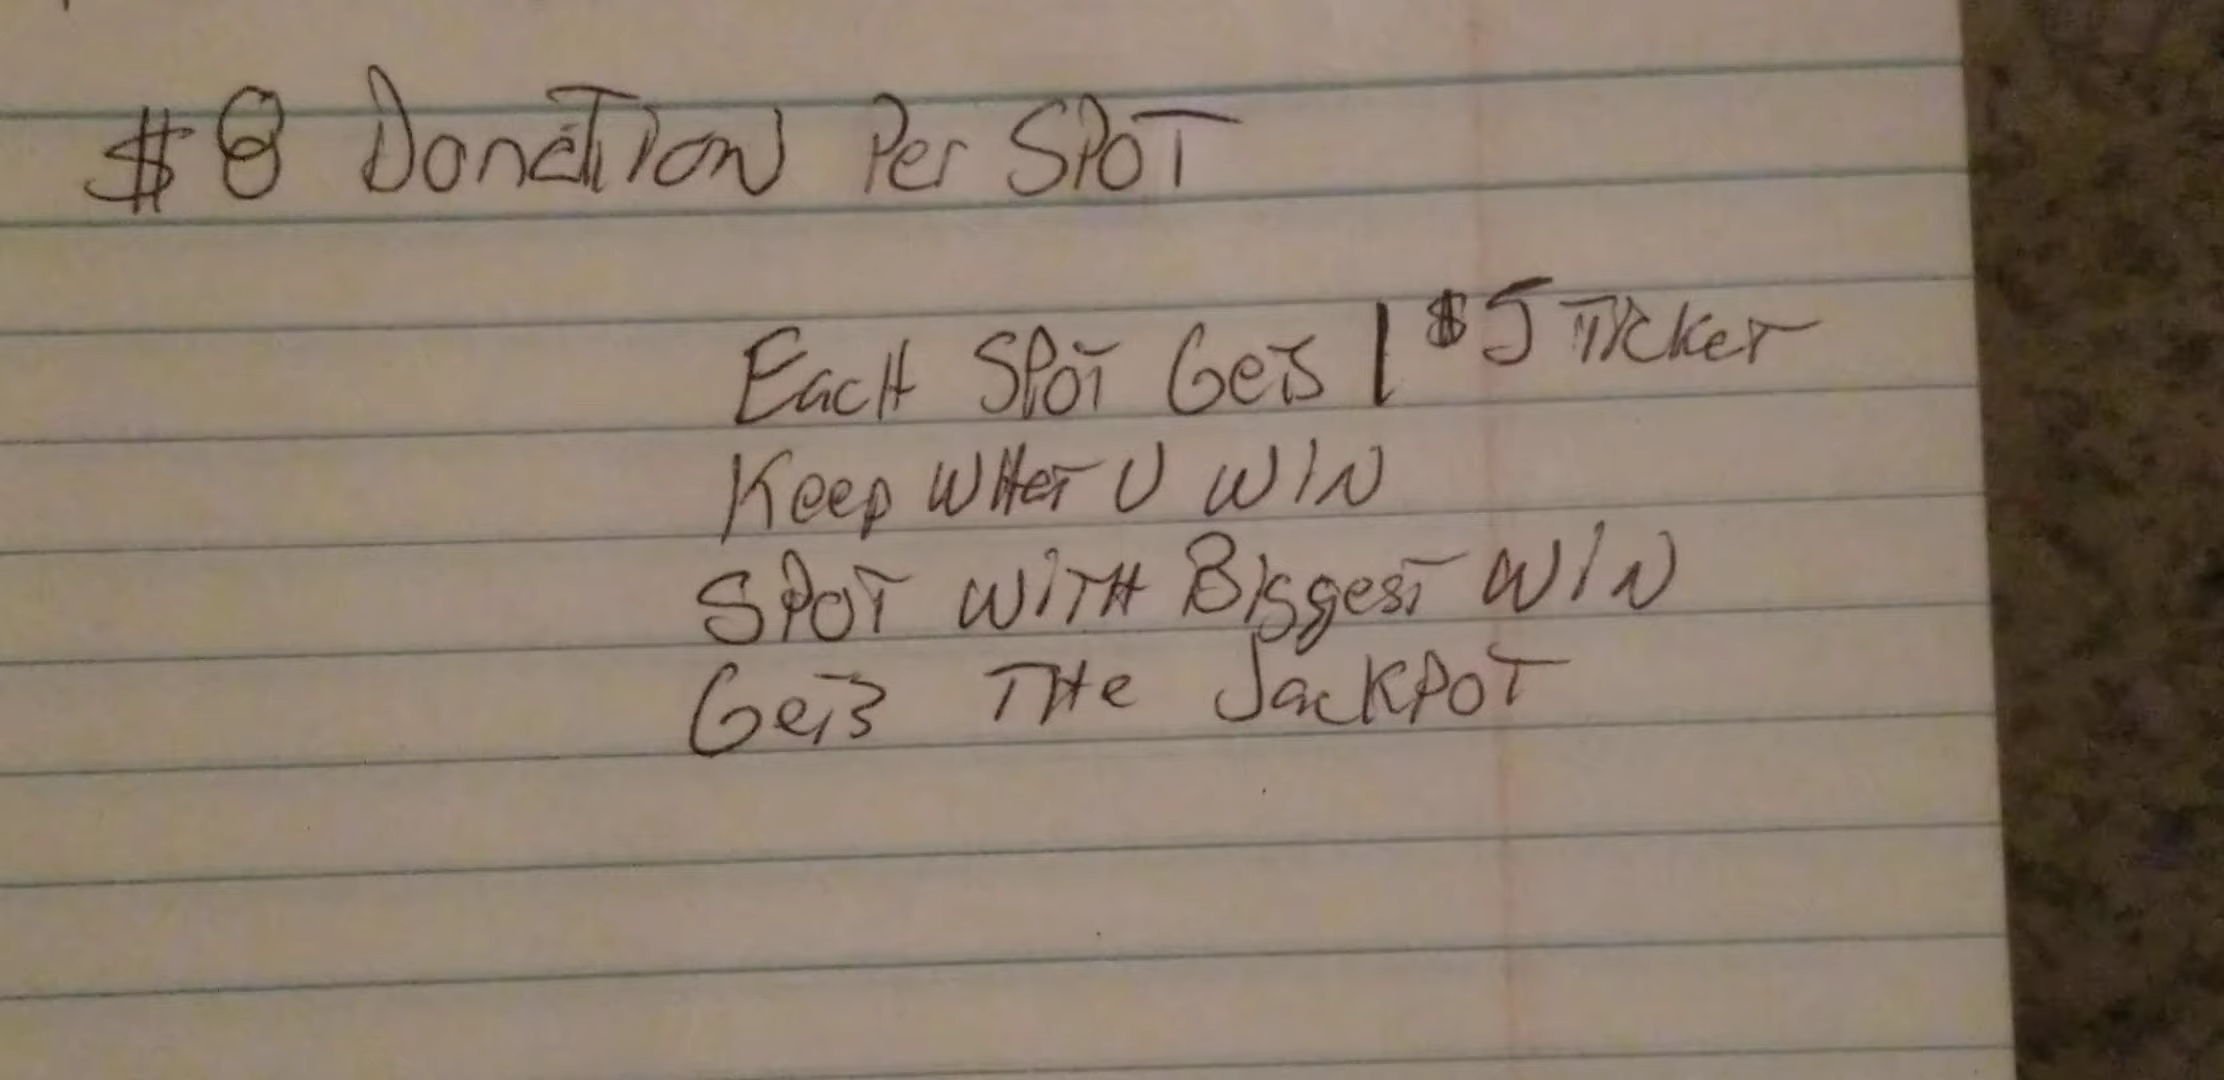 $8 Donation Per SPOT
Each SPOT Gets 1 $5 Ticket
Keep WHat U WIN
SPOT WITH Biggest WIN
Gets THe JackPOT